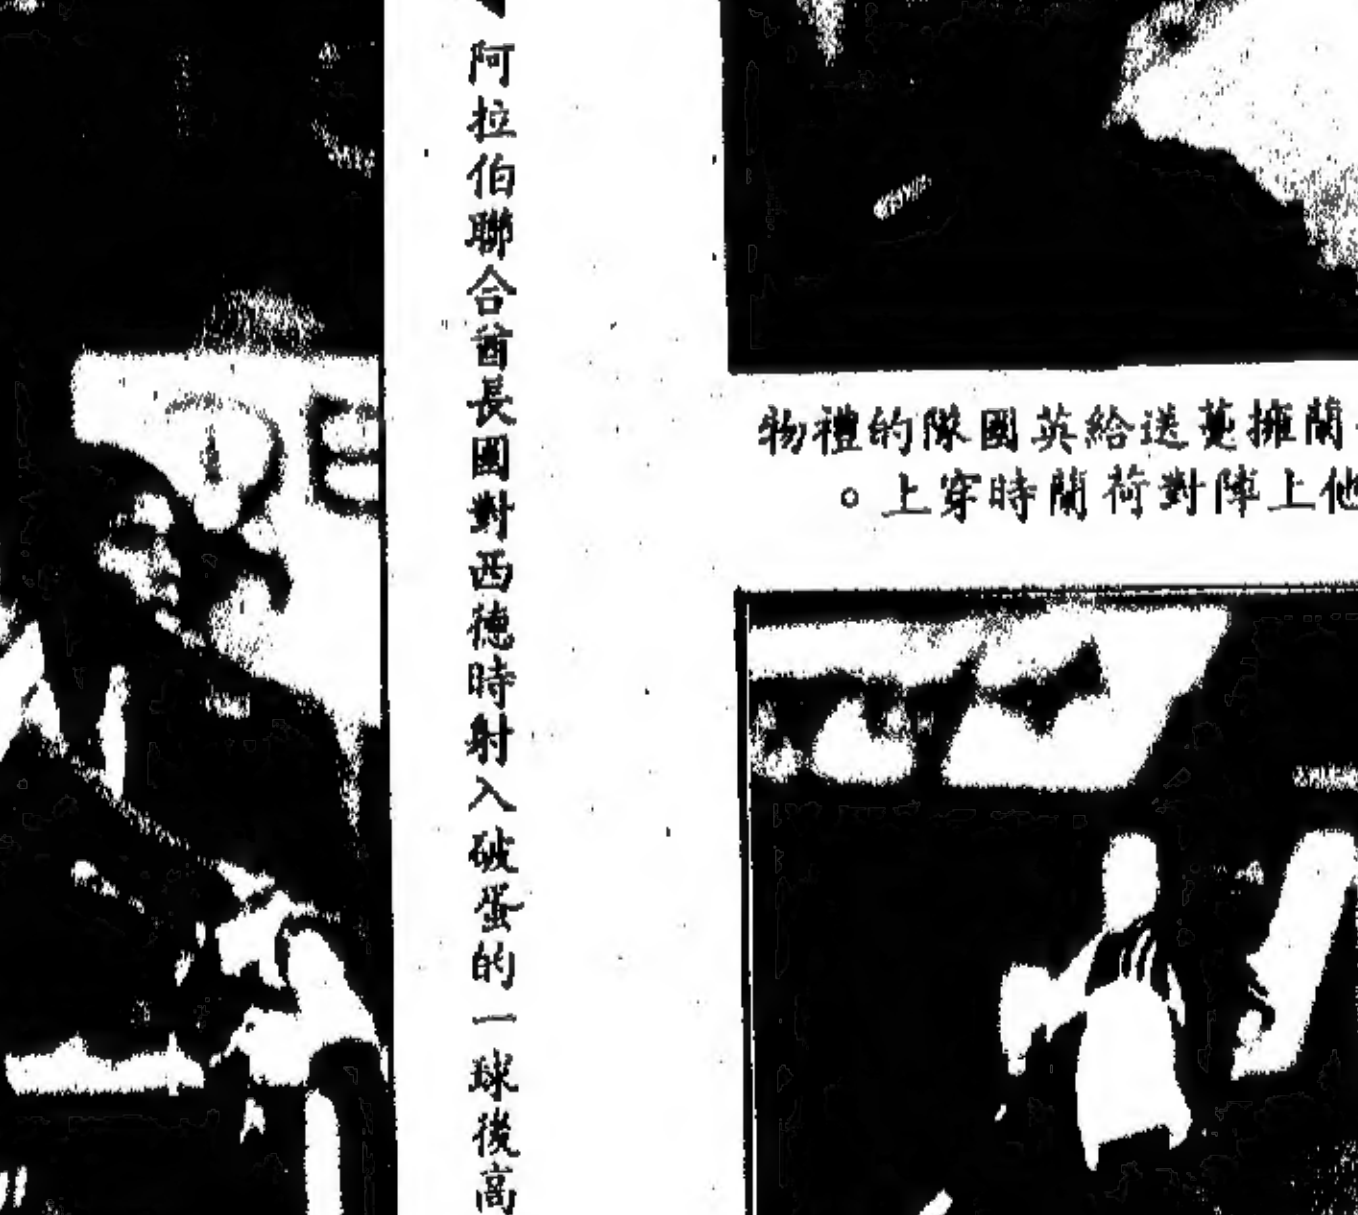 阿拉伯聯合酋長國對西德時射入破蛋的一球後高
蘭擁躉送給英國隊的禮物
他上陣對荷蘭時穿上。